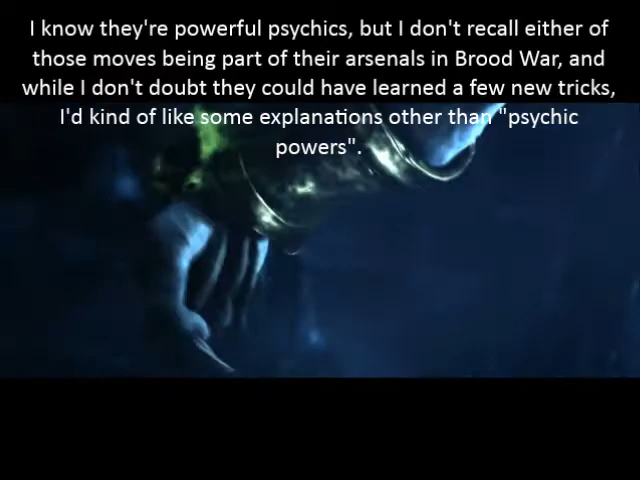 I know they're powerful psychics, but I don't recall either of
those moves being part of their arsenals in Brood War, and
while I don't doubt they could have learned a few new tricks,
I'd kind of like some explanations other than "psychic
powers".